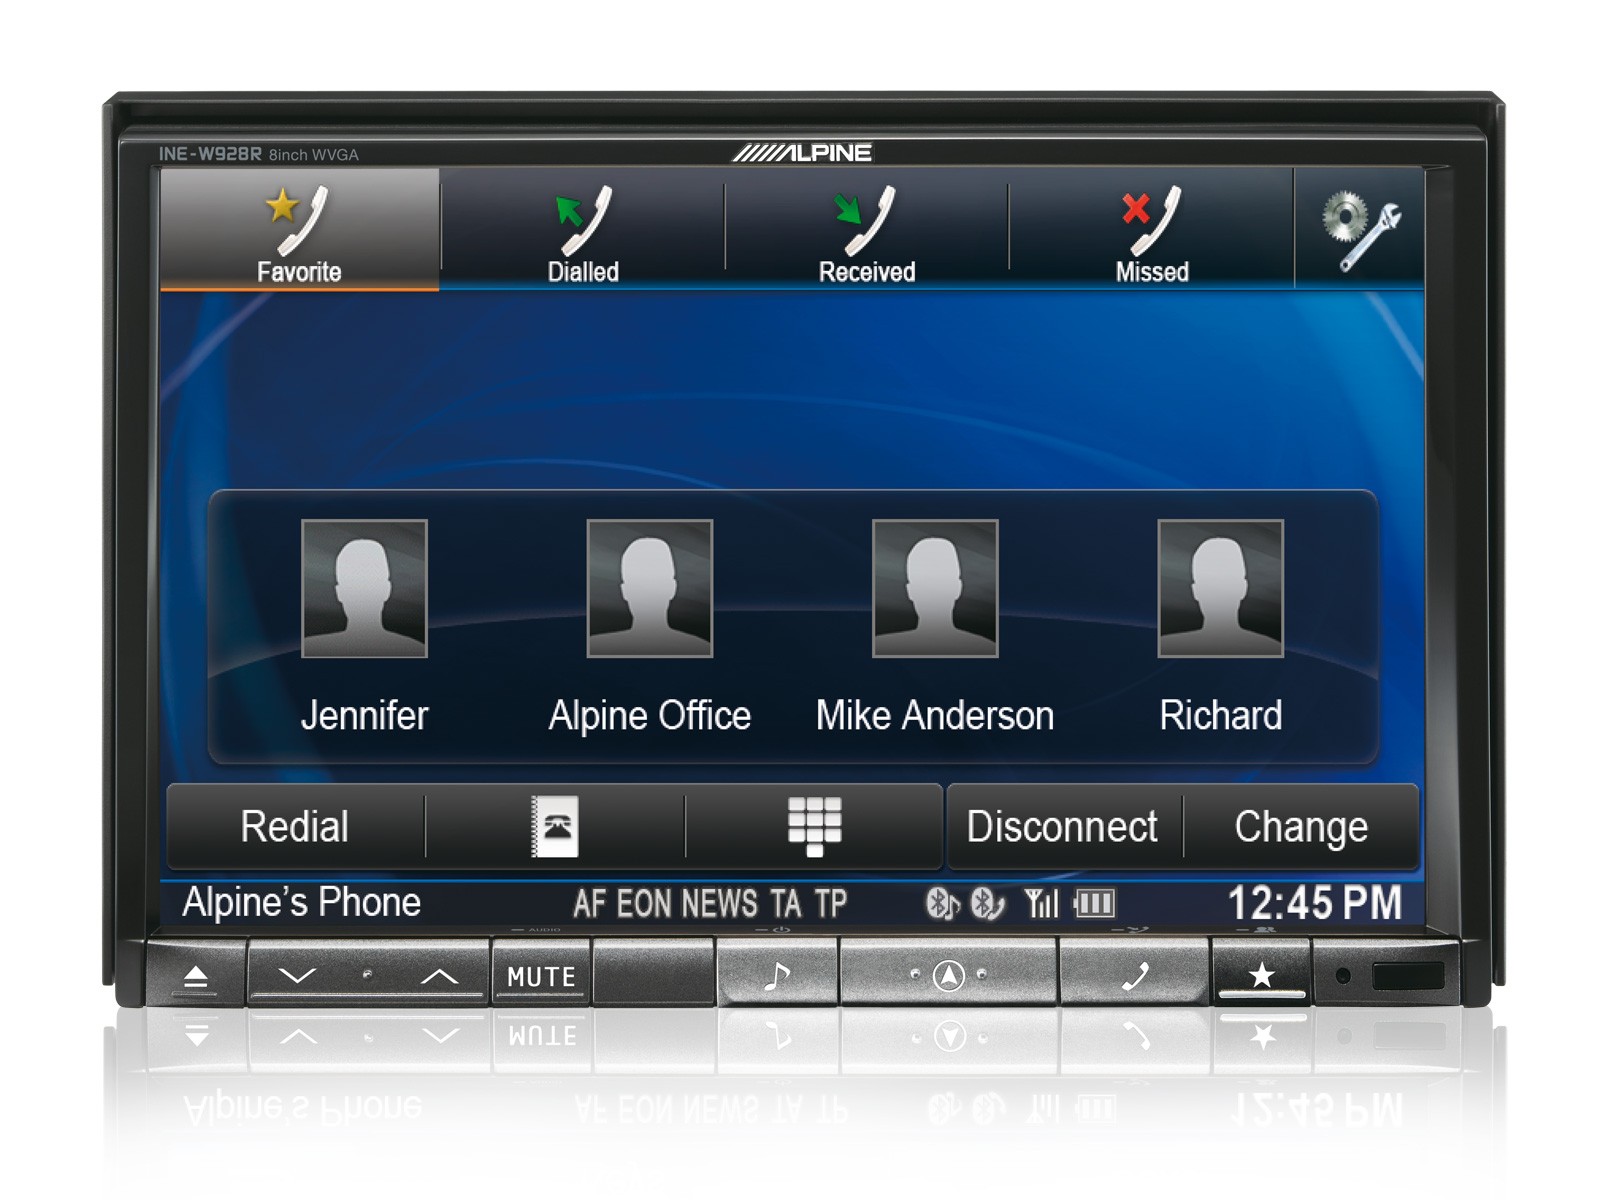 INE-W928R 8inch WVGA
ALPINE
Favorite
Dialled
Received
Missed
Jennifer
Alpine Office
Mike Anderson
Richard
Redial
Disconnect
Change
Alpine's Phone
AF EON NEWS TA TP
12:45 PM
AUDIO
MUTE